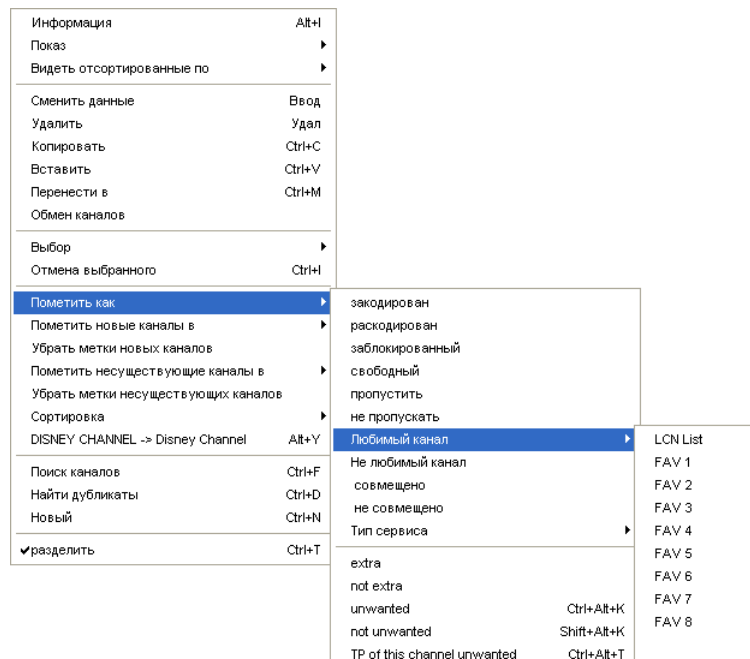 Информация Alt+I
Показ
Видеть отсортированные по
Сменить данные Ввод
Удалить Удал
Копировать Ctrl+C
Вставить Ctrl+V
Перенести в Ctrl+M
Обмен каналов
Выбор
Отмена выбранного Ctrl+I
Пометить как
Пометить новые каналы в
Убрать метки новых каналов
Пометить несуществующие каналы в
Убрать метки несуществующих каналов
Сортировка
DISNEY CHANNEL -> Disney Channel Alt+Y
Поиск каналов Ctrl+F
Найти дубликаты Ctrl+D
Новый Ctrl+N
разделить Ctrl+T
закодирован
раскодирован
заблокированный
свободный
пропустить
не пропускать
Любимый канал
Не любимый канал
совмещено
не совмещено
Тип сервиса
extra
not extra
unwanted Ctrl+Alt+K
not unwanted Shift+Alt+K
TP of this channel unwanted Ctrl+Alt+T
LCN List
FAV 1
FAV 2
FAV 3
FAV 4
FAV 5
FAV 6
FAV 7
FAV 8